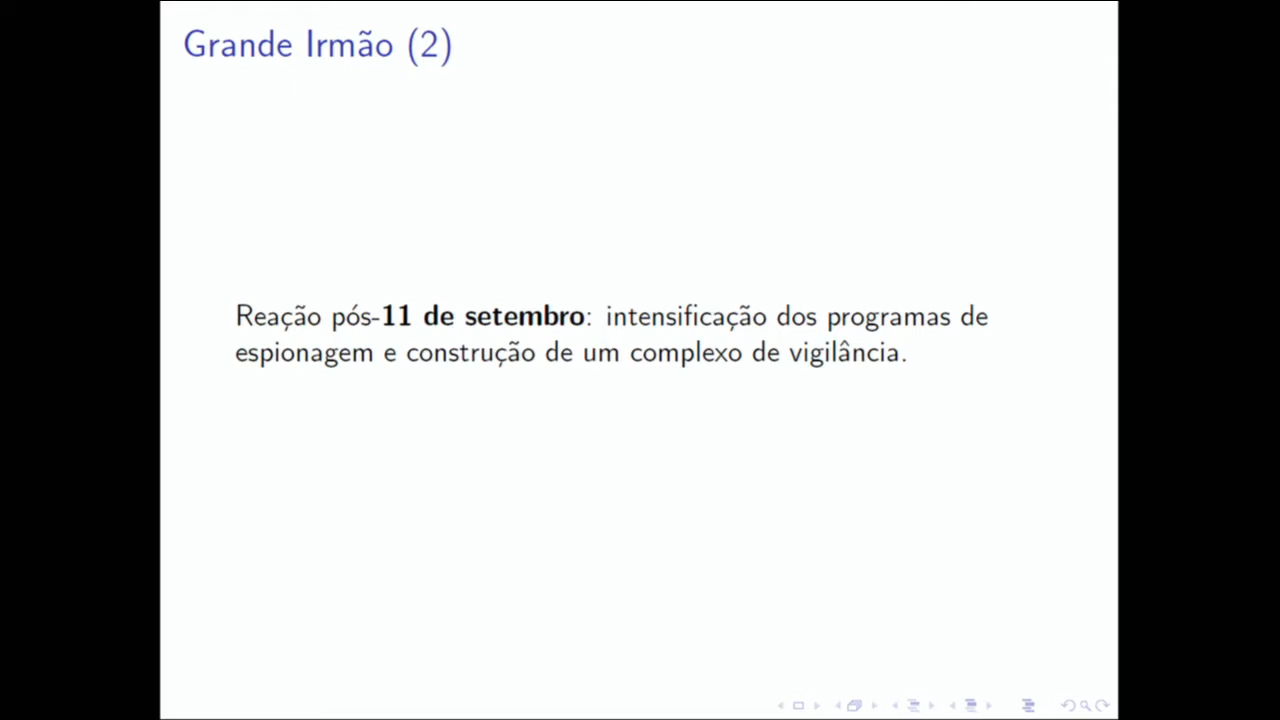 Grande Irmão (2)
Reação pós-11 de setembro: intensificação dos programas de
espionagem e construção de um complexo de vigilância.